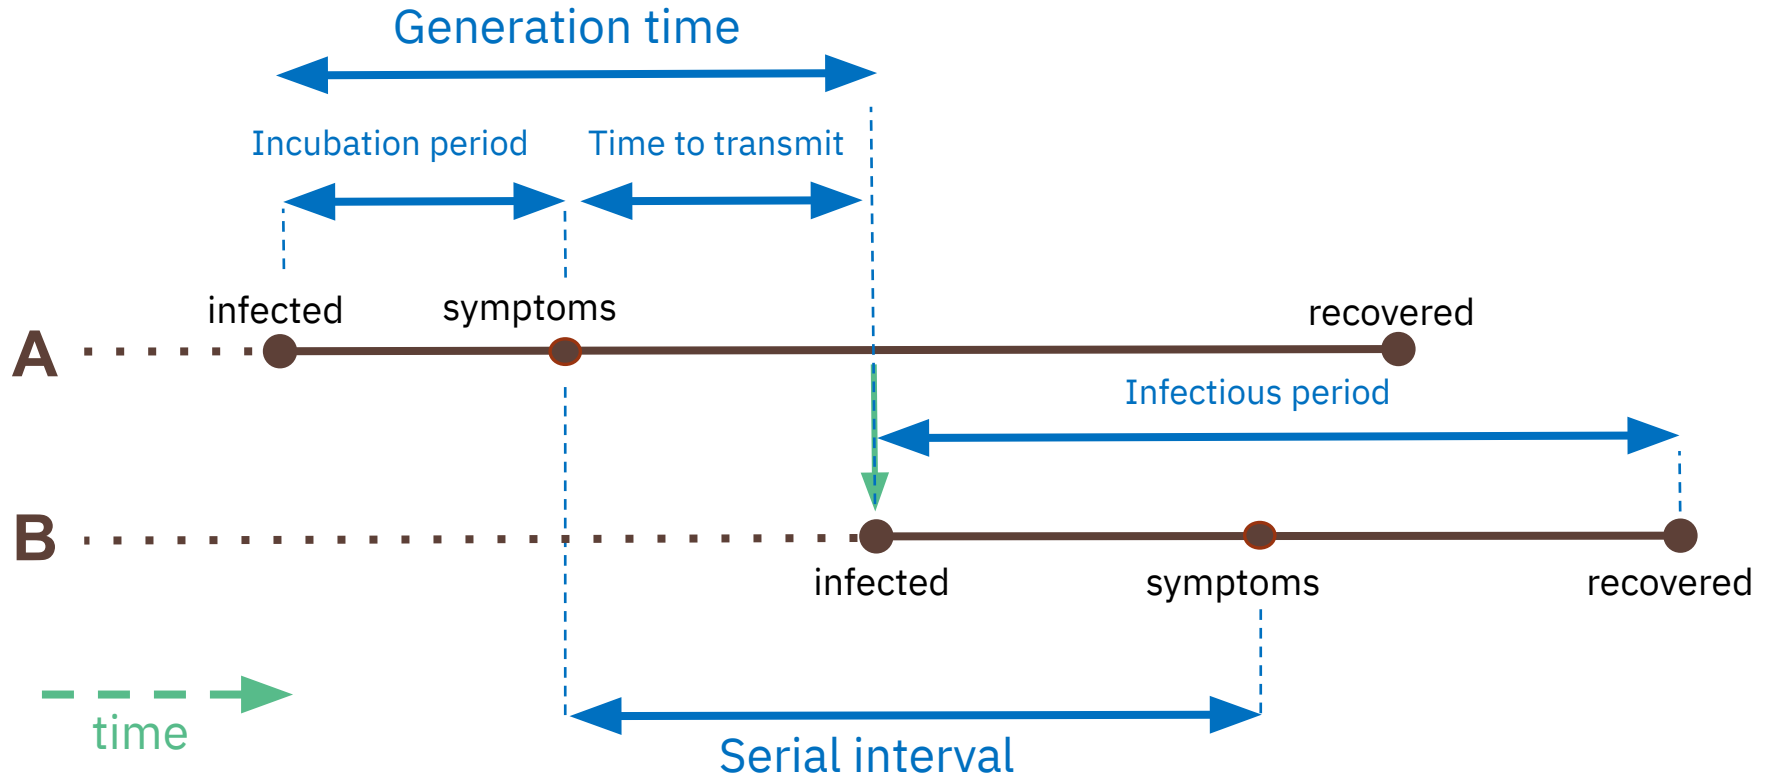 Generation time
Incubation period
Time to transmit
infected
symptoms
recovered
A
Infectious period
B
infected
symptoms
recovered
time
Serial interval